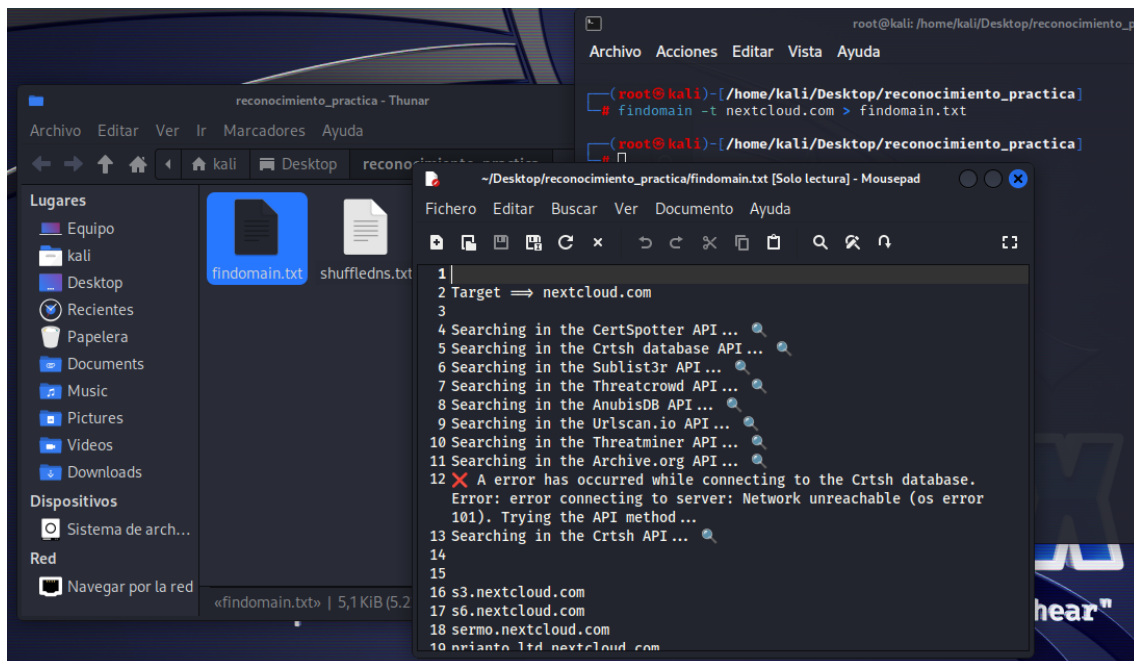 root@kali: /home/kali/Desktop/reconocimiento_p
Archivo Acciones Editar Vista Ayuda
(root㉿kali)-[/home/kali/Desktop/reconocimiento_practica]
# findomain -t nextcloud.com > findomain.txt
(root㉿kali)-[/home/kali/Desktop/reconocimiento_practica]
#
reconocimiento_practica - Thunar
Archivo Editar Ver Ir Marcadores Ayuda
kali Desktop
Lugares
Equipo
kali
Desktop
Recientes
Papelera
Documents
Music
Pictures
Videos
Downloads
Dispositivos
Sistema de arch...
Red
Navegar por la red
findomain.txt shuffledns.txt
«findomain.txt» | 5,1 KiB (5.2
~/Desktop/reconocimiento_practica/findomain.txt [Solo lectura] - Mousepad
Fichero Editar Buscar Ver Documento Ayuda
1
2 Target ==> nextcloud.com
3
4 Searching in the CertSpotter API... 🔍
5 Searching in the Crtsh database API... 🔍
6 Searching in the Sublist3r API... 🔍
7 Searching in the Threatcrowd API... 🔍
8 Searching in the AnubisDB API... 🔍
9 Searching in the Urlscan.io API... 🔍
10 Searching in the Threatminer API... 🔍
11 Searching in the Archive.org API... 🔍
12 ❌ A error has occurred while connecting to the Crtsh database.
Error: error connecting to server: Network unreachable (os error
101). Trying the API method...
13 Searching in the Crtsh API... 🔍
14
15
16 s3.nextcloud.com
17 s6.nextcloud.com
18 sermo.nextcloud.com
19 prianto.ltd.nextcloud.com
hear"